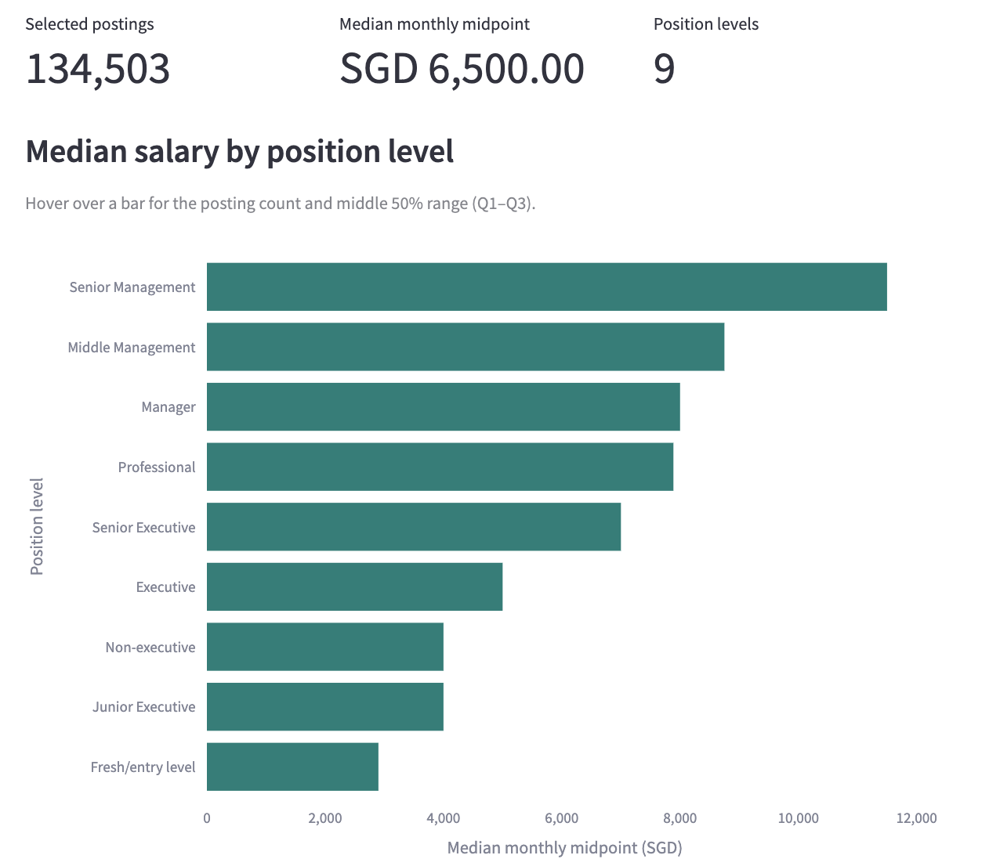 Selected postings
134,503
Median monthly midpoint
SGD 6,500.00
Position levels
9
Median salary by position level
Hover over a bar for the posting count and middle 50% range (Q1–Q3).
Position level
Senior Management
Middle Management
Manager
Professional
Senior Executive
Executive
Non-executive
Junior Executive
Fresh/entry level
0 2,000 4,000 6,000 8,000 10,000 12,000
Median monthly midpoint (SGD)